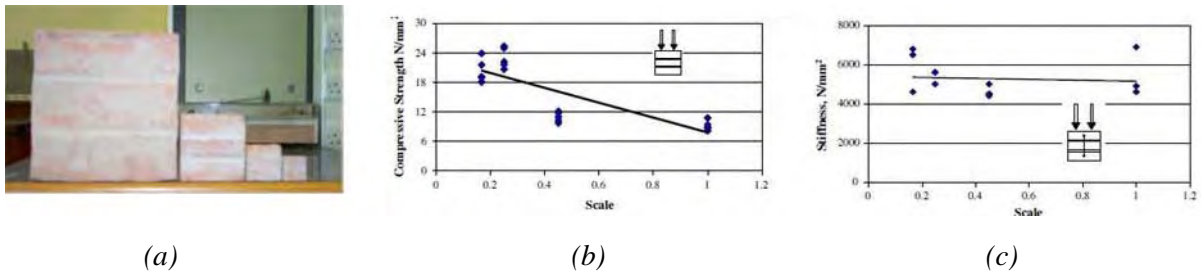 30
24
18
12
6
0
Compressive Strength N/mm²
0 0.2 0.4 0.6 0.8 1 1.2
Scale
8000
6000
4000
2000
0
Stiffness, N/mm²
0 0.2 0.4 0.6 0.8 1 1.2
Scale
(a) (b) (c)